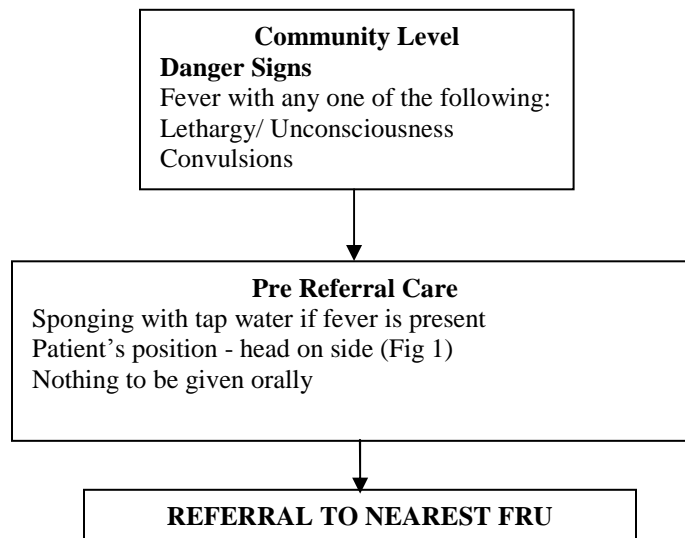 Community Level
Danger Signs
Fever with any one of the following:
Lethargy/ Unconsciousness
Convulsions
Pre Referral Care
Sponging with tap water if fever is present
Patient’s position - head on side (Fig 1)
Nothing to be given orally
REFERRAL TO NEAREST FRU